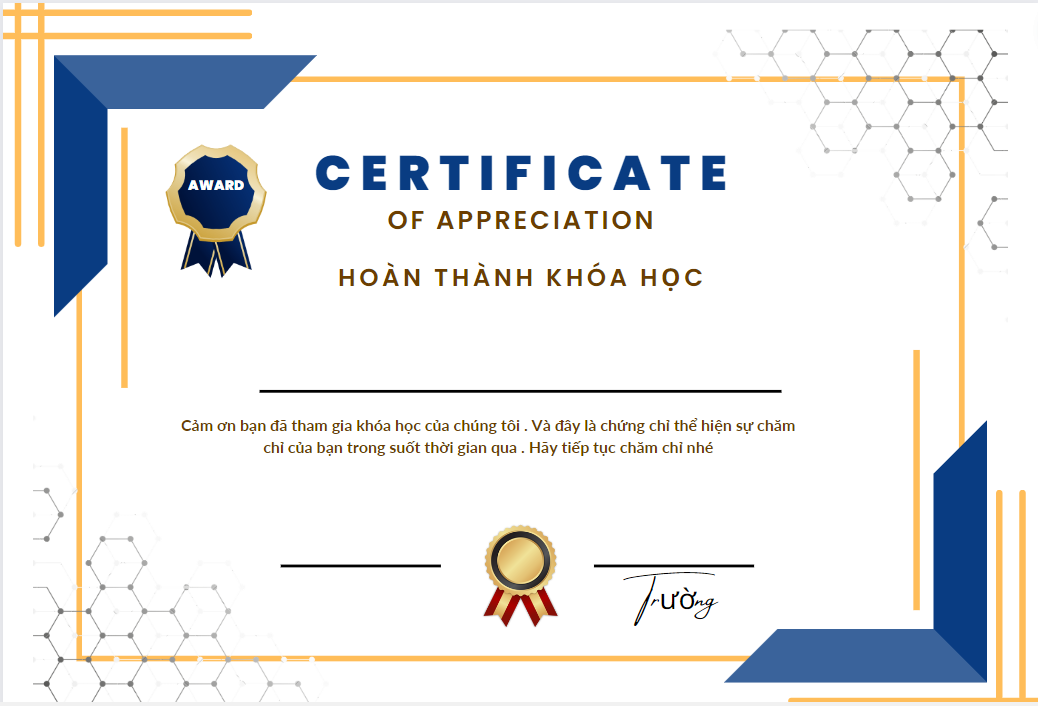 AWARD
CERTIFICATE
OF APPRECIATION
HOÀN THÀNH KHÓA HỌC
Cảm ơn bạn đã tham gia khóa học của chúng tôi . Và đây là chứng chỉ thể hiện sự chăm
chỉ của bạn trong suốt thời gian qua . Hãy tiếp tục chăm chỉ nhé
Trường